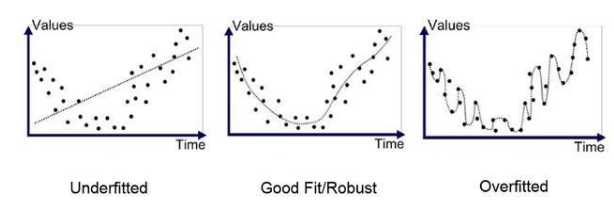 Values
Time
Underfitted
Values
Time
Good Fit/Robust
Values
Time
Overfitted